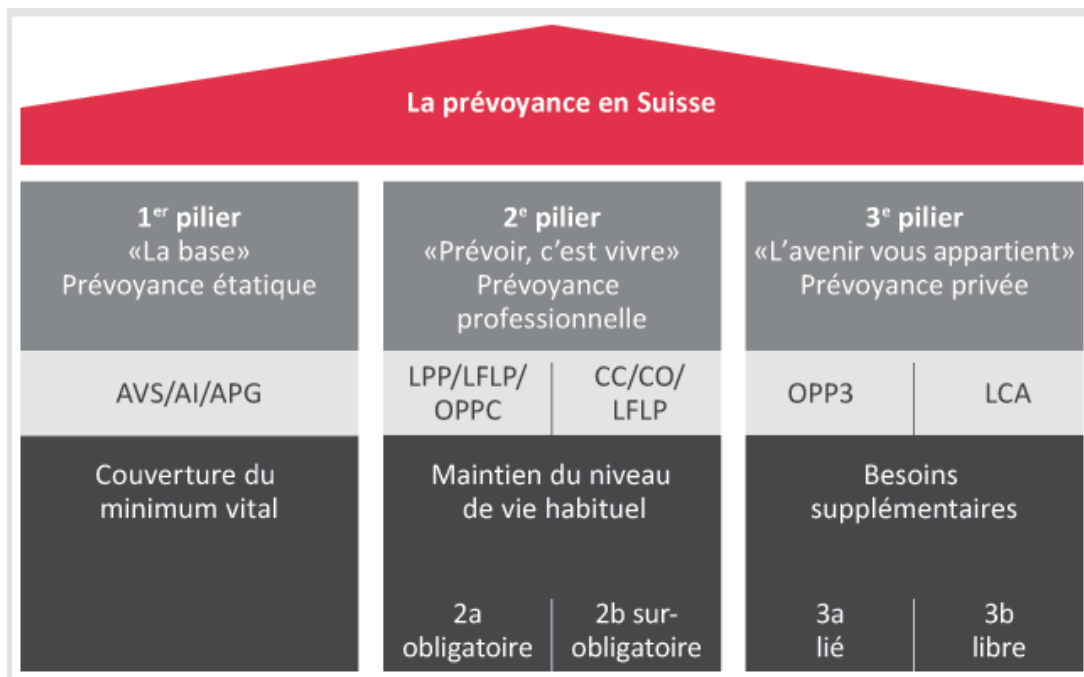 La prévoyance en Suisse
1er pilier
«La base»
Prévoyance étatique
AVS/AI/APG
Couverture du
minimum vital
2e pilier
«Prévoir, c'est vivre»
Prévoyance
professionnelle
LPP/LFLP/
OPPC
CC/CO/
LFLP
Maintien du niveau
de vie habituel
2a
obligatoire
2b sur-
obligatoire
3e pilier
«L'avenir vous appartient»
Prévoyance privée
OPP3
LCA
Besoins
supplémentaires
3a
lié
3b
libre